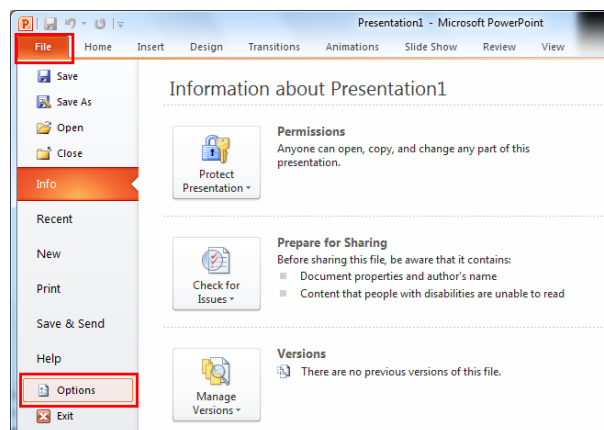 Presentation1 - Microsoft PowerPoint
File Home Insert Design Transitions Animations Slide Show Review View
Save
Save As
Open
Close
Info
Recent
New
Print
Save & Send
Help
Options
Exit
Information about Presentation1
Protect
Presentation
Permissions
Anyone can open, copy, and change any part of this
presentation.
Check for
Issues
Prepare for Sharing
Before sharing this file, be aware that it contains:
Document properties and author's name
Content that people with disabilities are unable to read
Manage
Versions
Versions
There are no previous versions of this file.